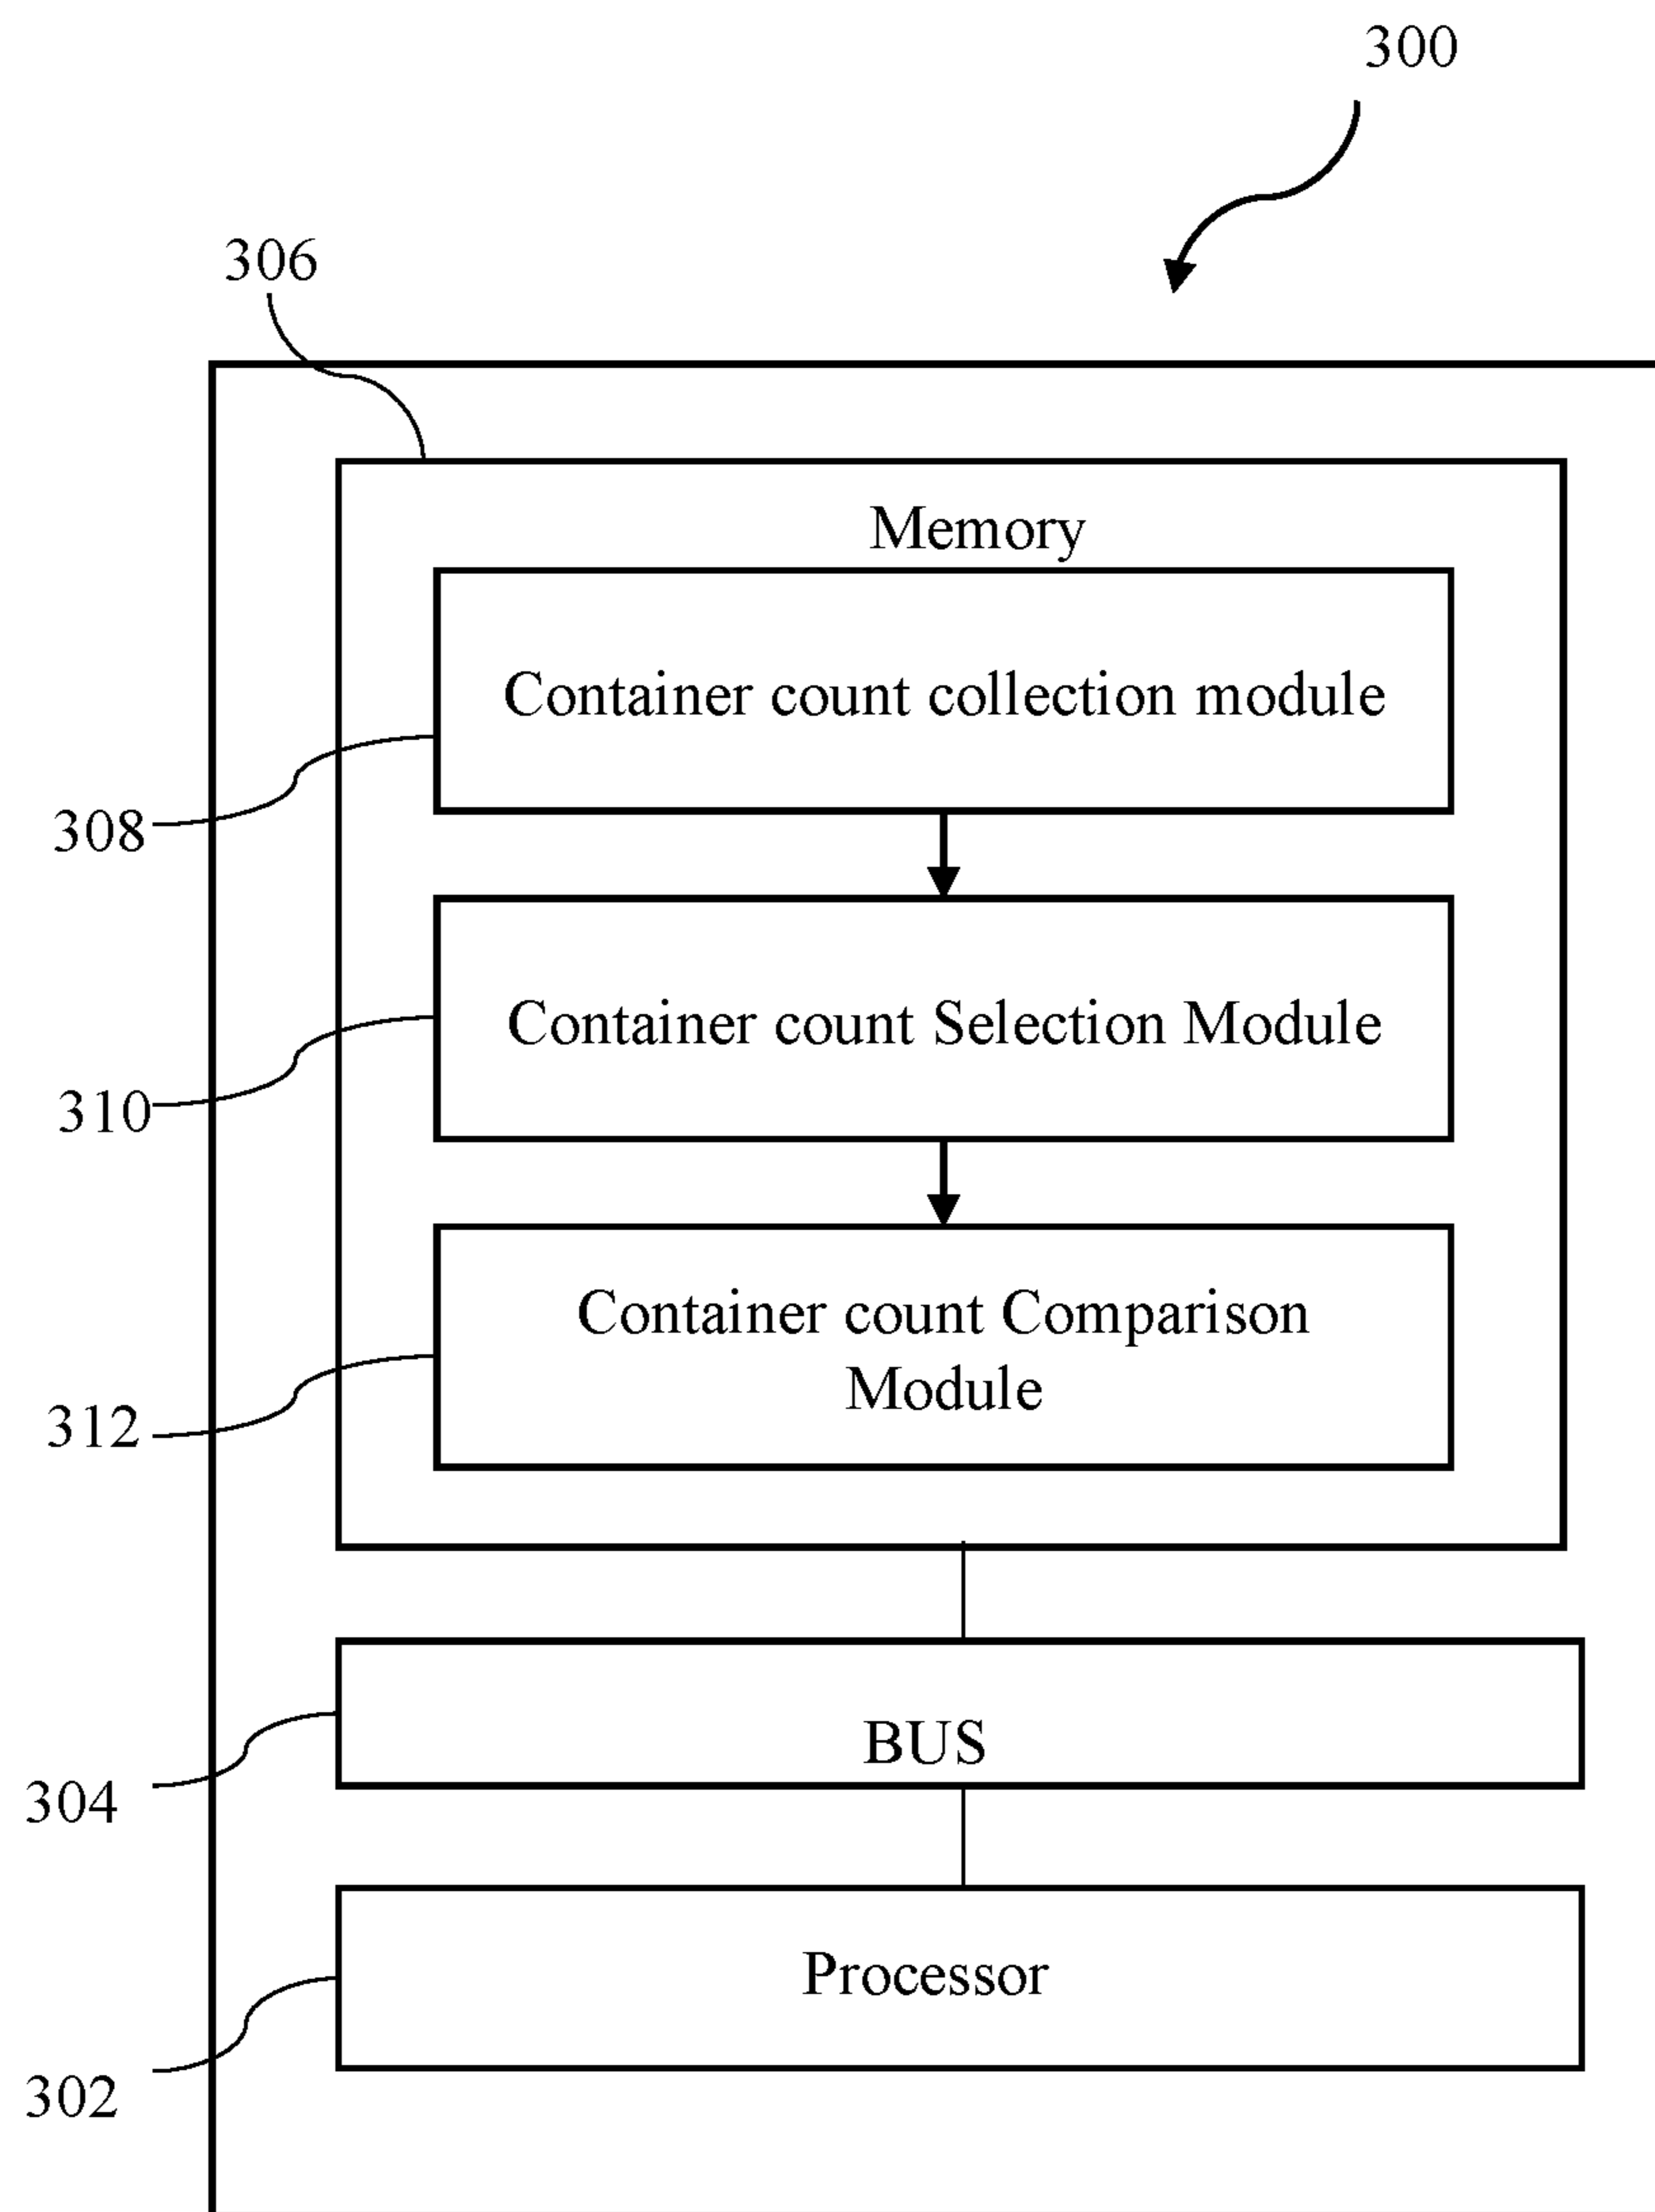 300
306
Memory
Container count collection module
308
Container count Selection Module
310
Container count Comparison
Module
312
BUS
304
Processor
302